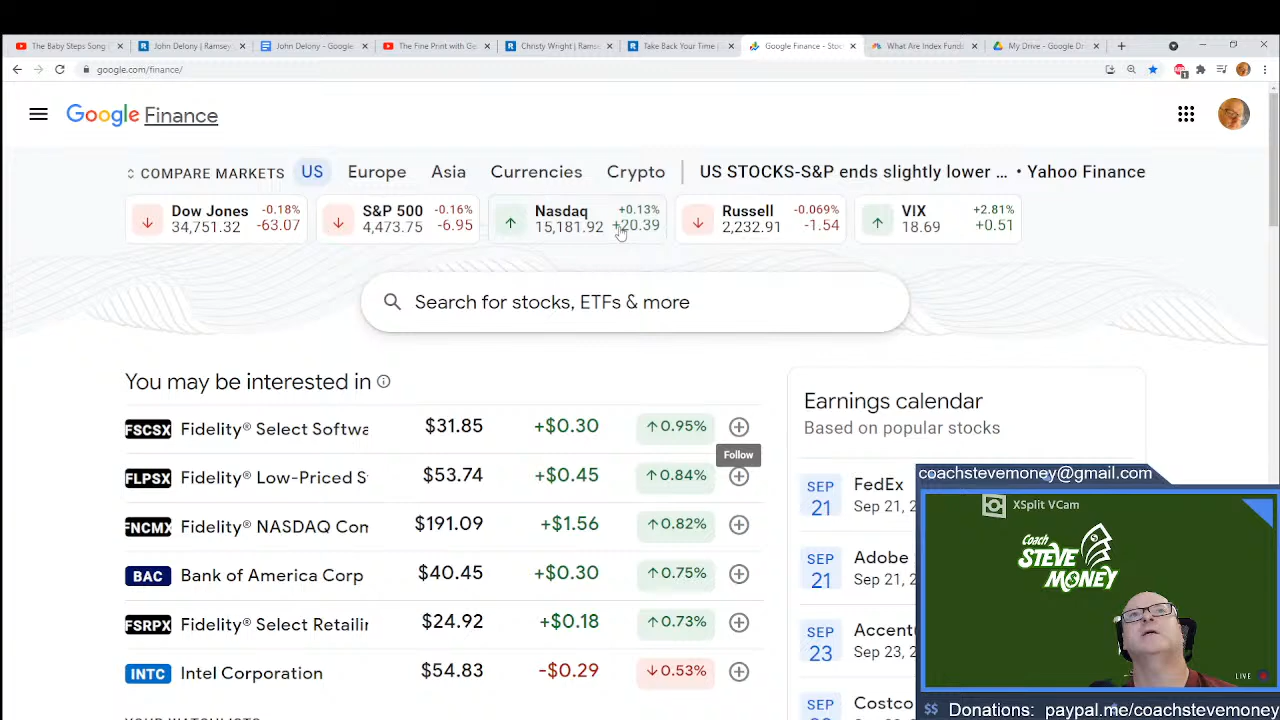 The Baby Steps Song
John Delony | Ramsey
John Delony - Google
The Fine Print with Ge
Christy Wright | Rams
Take Back Your Time |
Google Finance - Stoc
What Are Index Fund
My Drive - Google Dr
google.com/finance/
Google Finance
COMPARE MARKETS
US
Europe
Asia
Currencies
Crypto
US STOCKS-S&P ends slightly lower ... • Yahoo Finance
Dow Jones -0.18%
34,751.32 -63.07
S&P 500 -0.16%
4,473.75 -6.95
Nasdaq +0.13%
15,181.92 +20.39
Russell -0.069%
2,232.91 -1.54
VIX +2.81%
18.69 +0.51
Search for stocks, ETFs & more
You may be interested in
FSCSX Fidelity® Select Softwa $31.85 +$0.30 ↑0.95%
Follow
FLPSX Fidelity® Low-Priced S $53.74 +$0.45 ↑0.84%
FNCMX Fidelity® NASDAQ Com $191.09 +$1.56 ↑0.82%
BAC Bank of America Corp $40.45 +$0.30 ↑0.75%
FSRPX Fidelity® Select Retailin $24.92 +$0.18 ↑0.73%
INTC Intel Corporation $54.83 -$0.29 ↓0.53%
YOUR WATCHLISTS
Earnings calendar
Based on popular stocks
SEP
21
FedEx
Sep 21, 2
SEP
21
Adobe
Sep 21, 2
SEP
23
Accent
Sep 23, 2
SEP
Costco
coachstevemoney@gmail.com
XSplit VCam
Coach
STEVE
MONEY
LIVE
$$ Donations: paypal.me/coachstevemoney